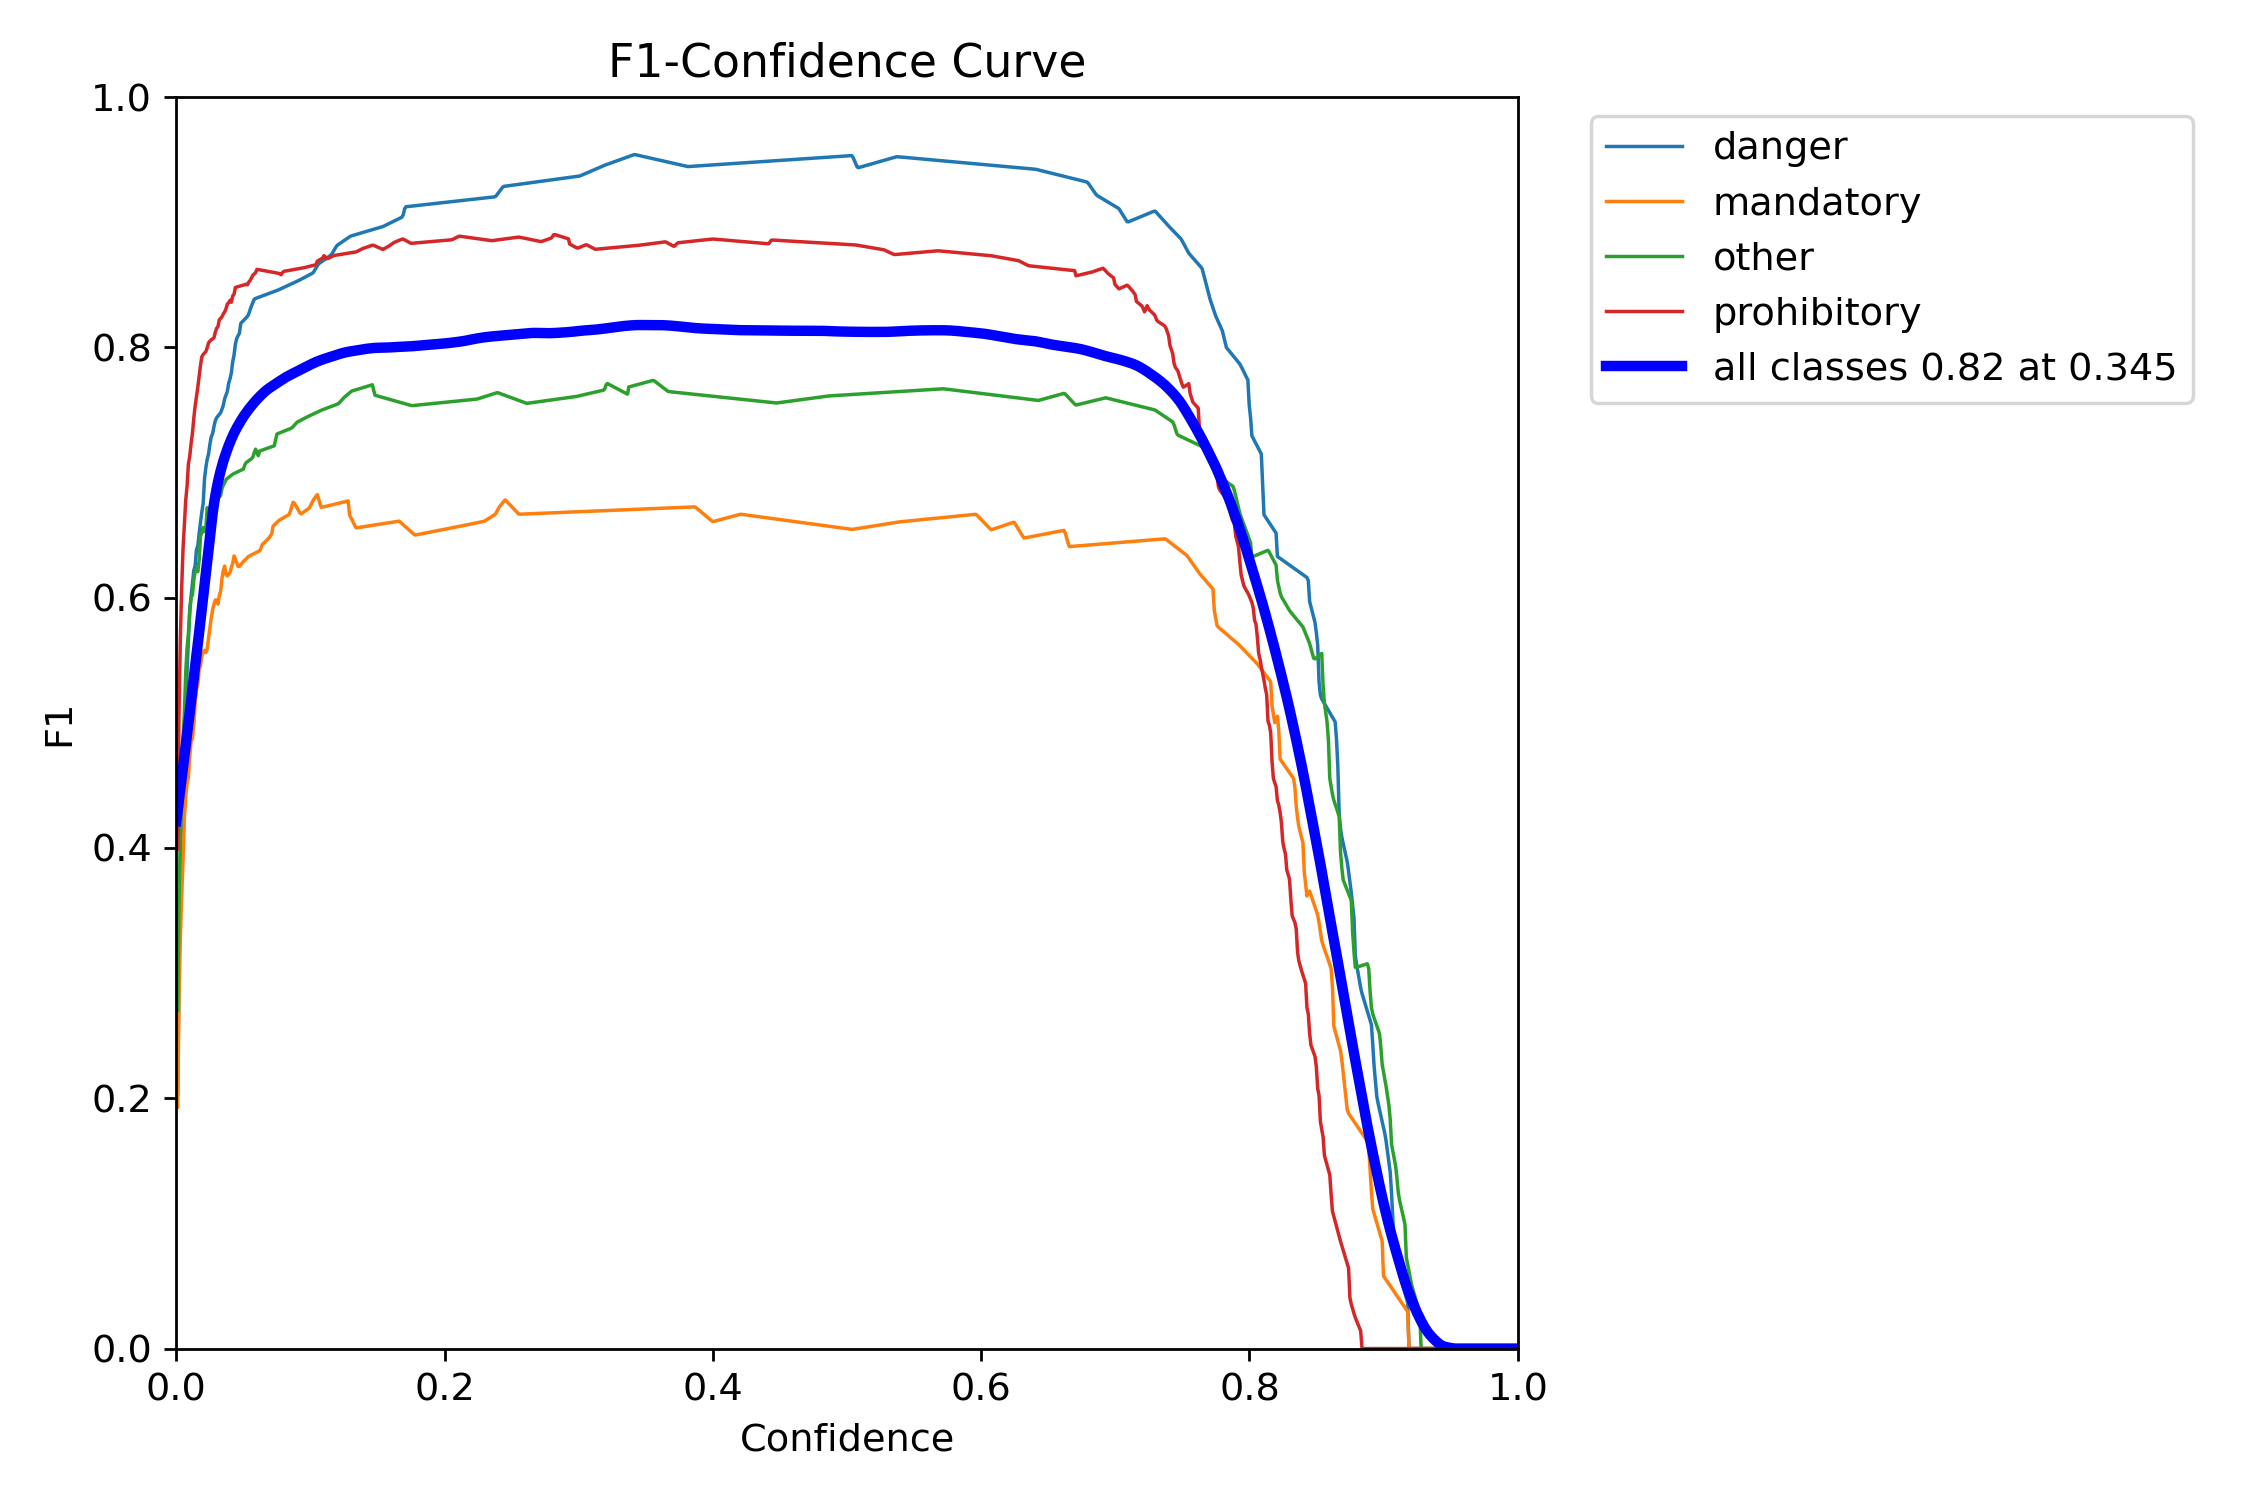 F1-Confidence Curve
1.0
0.8
0.6
0.4
0.2
0.0
F1
0.0 0.2 0.4 0.6 0.8 1.0
Confidence
danger
mandatory
other
prohibitory
all classes 0.82 at 0.345